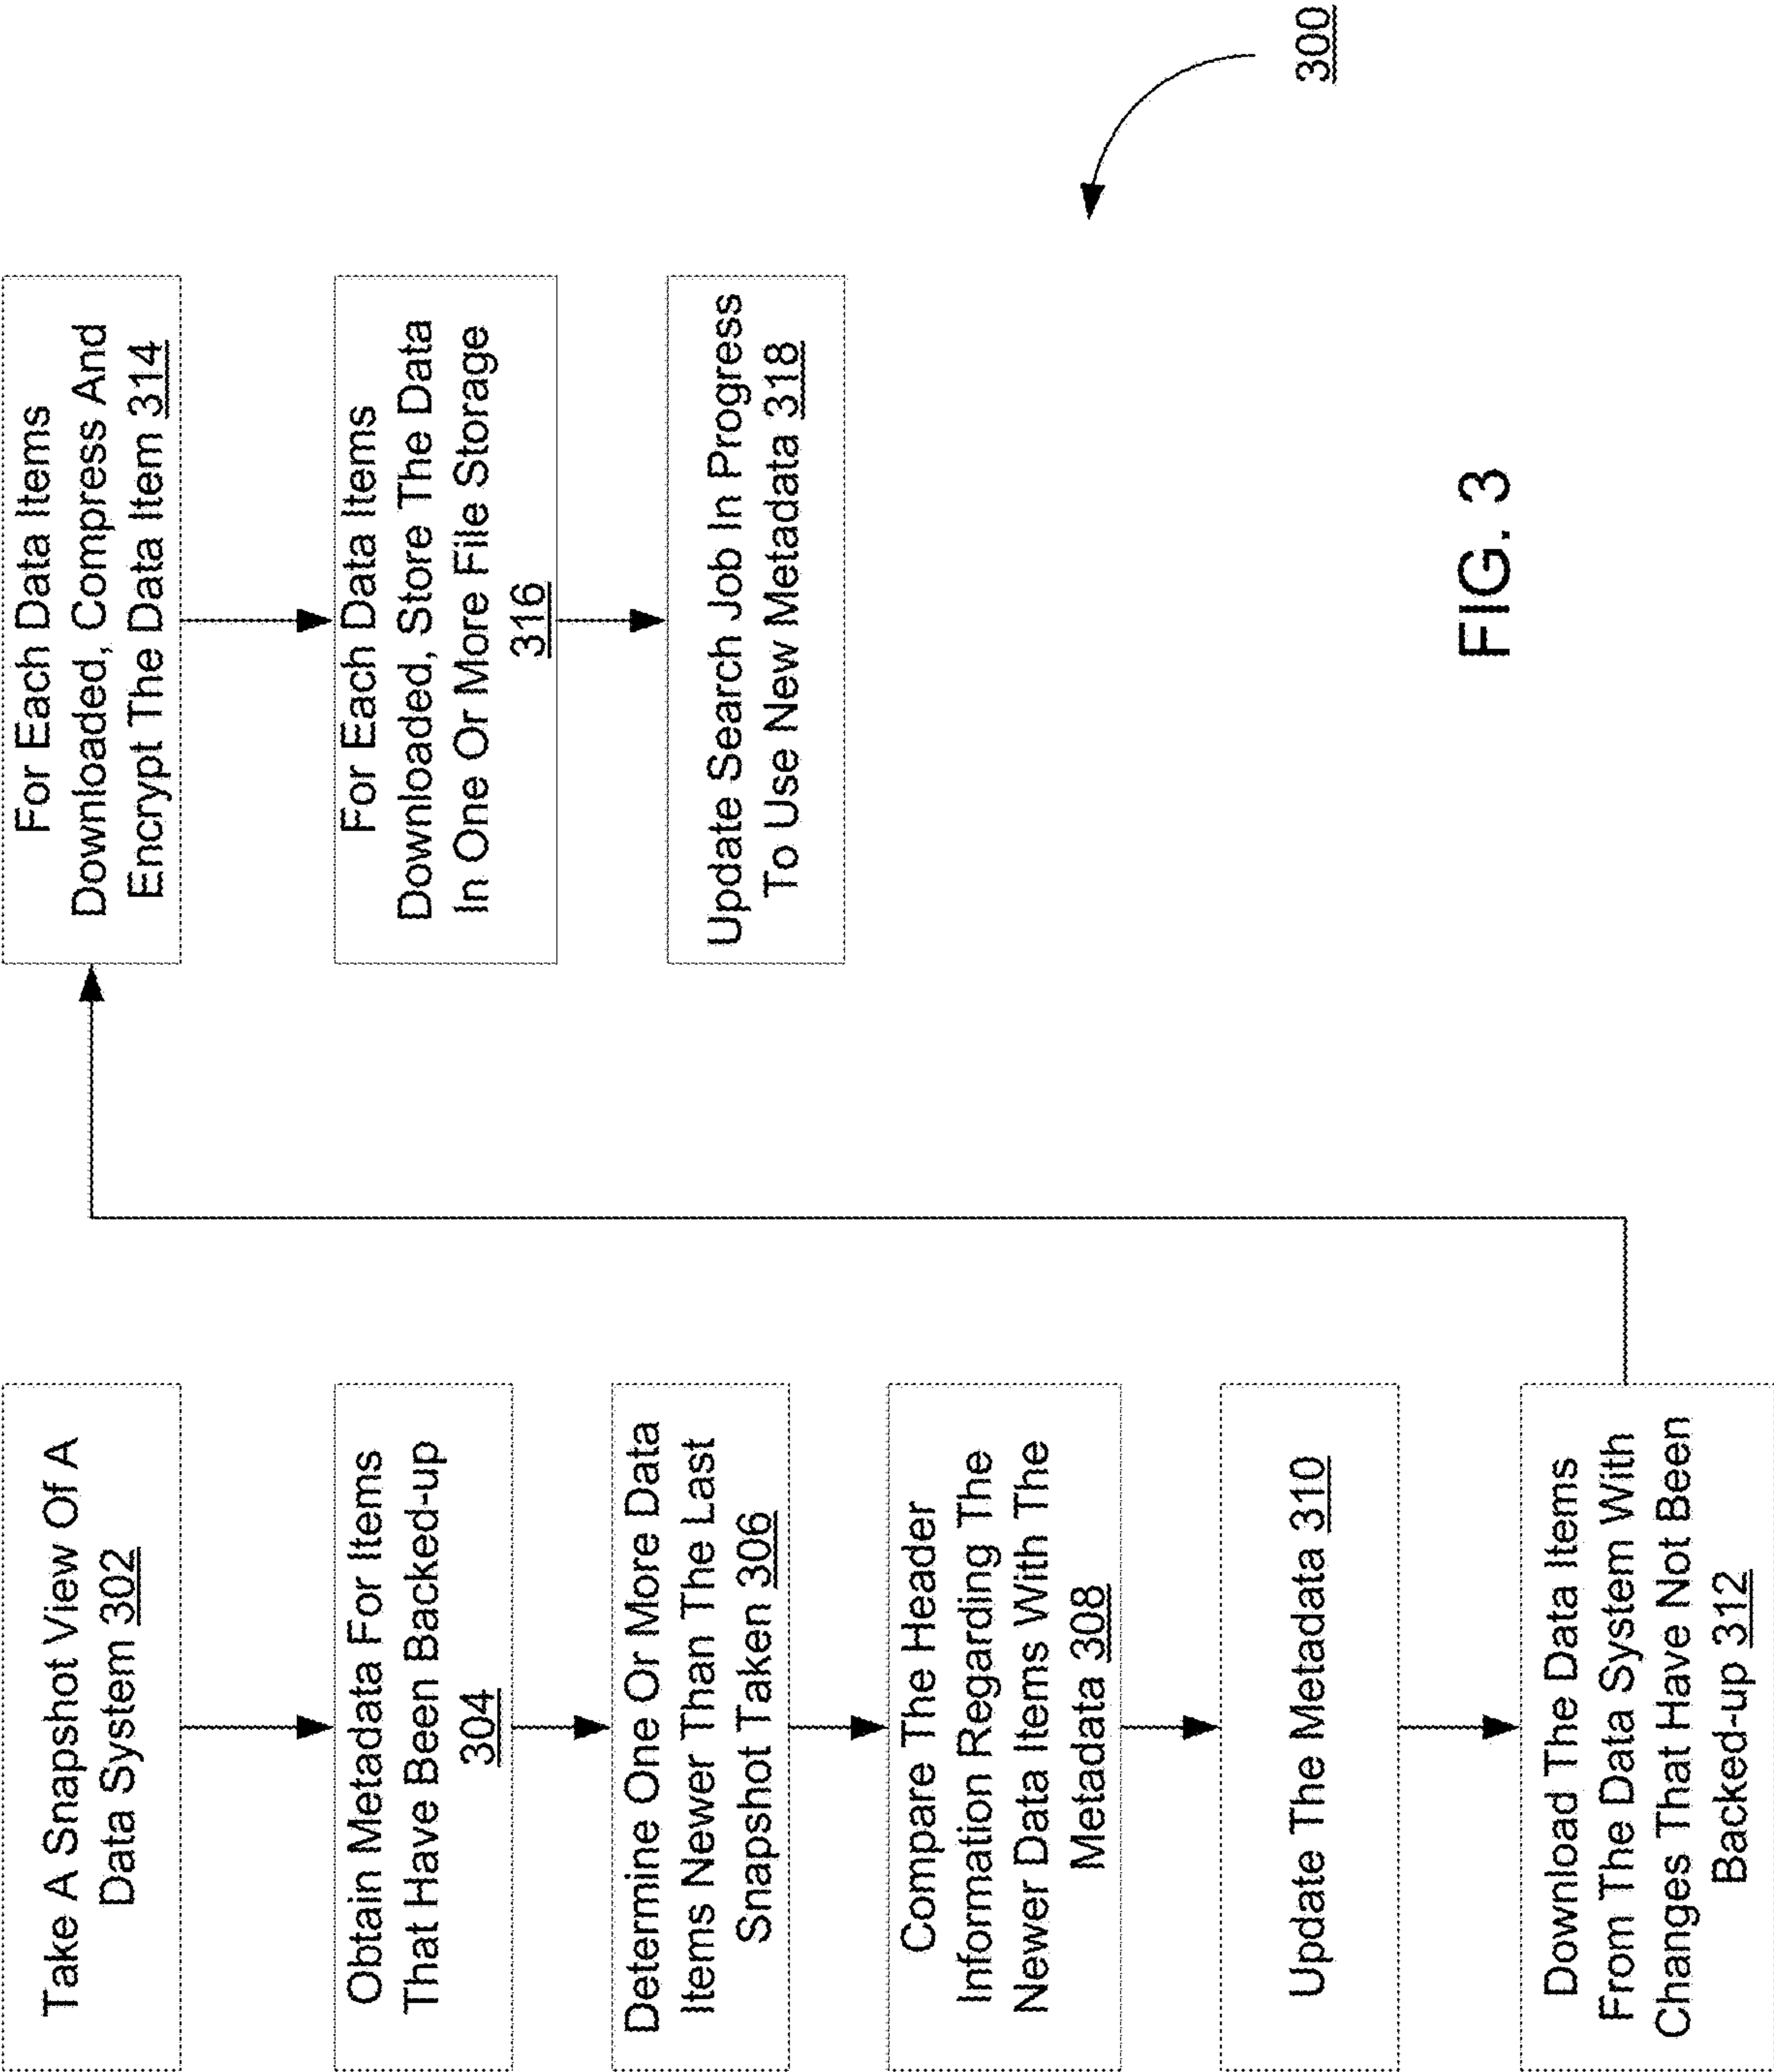 Take A Snapshot View Of A
Data System 302
Obtain Metadata For Items
That Have Been Backed-up
304
Determine One Or More Data
Items Newer Than The Last
Snapshot Taken 306
Compare The Header
Information Regarding The
Newer Data Items With The
Metadata 308
Update The Metadata 310
Download The Data Items
From The Data System With
Changes That Have Not Been
Backed-up 312
For Each Data Items
Downloaded, Compress And
Encrypt The Data Item 314
For Each Data Items
Downloaded, Store The Data
In One Or More File Storage
316
Update Search Job In Progress
To Use New Metadata 318
300
FIG. 3